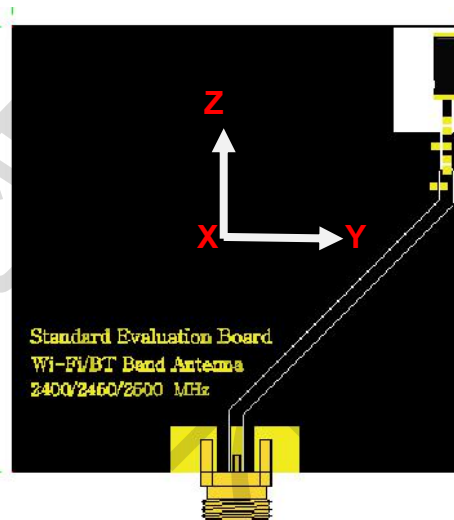 Z
X Y
Standard Evaluation Board
Wi-Fi/BT Band Antenna
2400/2450/2500 MHz